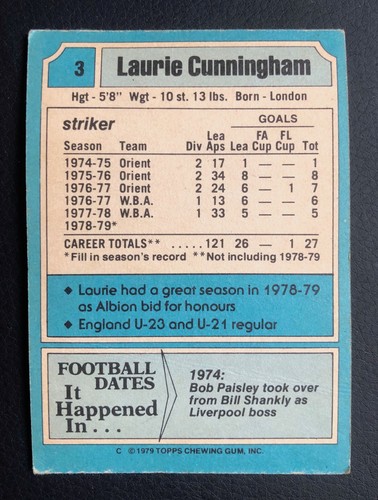 3 Laurie Cunningham
Hgt - 5'8" Wgt - 10 st. 13 lbs. Born - London
striker GOALS
Lea FA FL
Season Team Div Aps Lea Cup Cup Tot
1974-75 Orient 2 17 1 — — 1
1975-76 Orient 2 34 8 — — 8
1976-77 Orient 2 24 6 — 1 7
1976-77 W.B.A. 1 13 6 — — 6
1977-78 W.B.A. 1 33 5 — — 5
1978-79*
CAREER TOTALS** .....121 26 — 1 27
*Fill in season's record **Not including 1978-79
◆ Laurie had a great season in 1978-79
as Albion bid for honours
◆ England U-23 and U-21 regular
FOOTBALL
DATES
It
Happened
In . . .
1974:
Bob Paisley took over
from Bill Shankly as
Liverpool boss
C © 1979 TOPPS CHEWING GUM, INC.